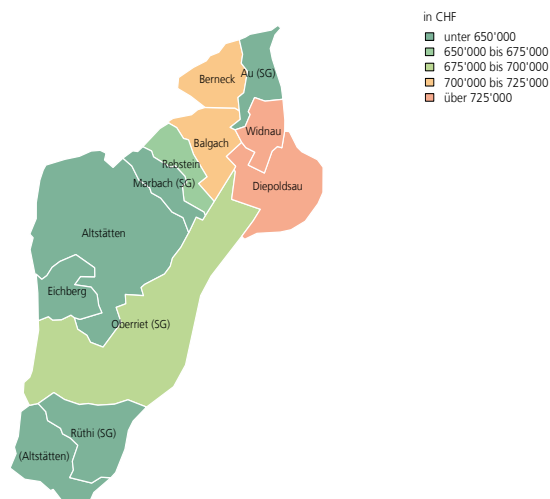 in CHF
unter 650'000
650'000 bis 675'000
675'000 bis 700'000
700'000 bis 725'000
über 725'000
Au (SG)
Berneck
Widnau
Balgach
Rebstein
Marbach (SG)
Diepoldsau
Altstätten
Eichberg
Oberriet (SG)
Rüthi (SG)
(Altstätten)